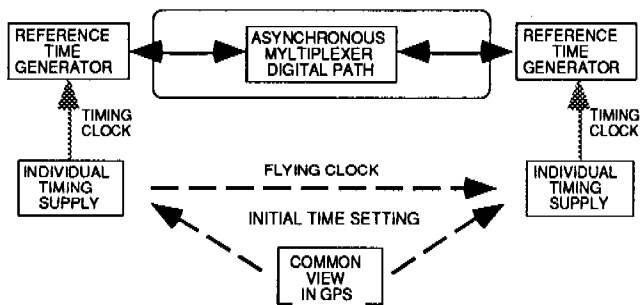 REFERENCE
TIME
GENERATOR
ASYNCHRONOUS
MYLTIPLEXER
DIGITAL PATH
REFERENCE
TIME
GENERATOR
TIMING
CLOCK
TIMING
CLOCK
INDIVIDUAL
TIMING
SUPPLY
FLYING CLOCK
INDIVIDUAL
TIMING
SUPPLY
INITIAL TIME SETTING
COMMON
VIEW
IN GPS